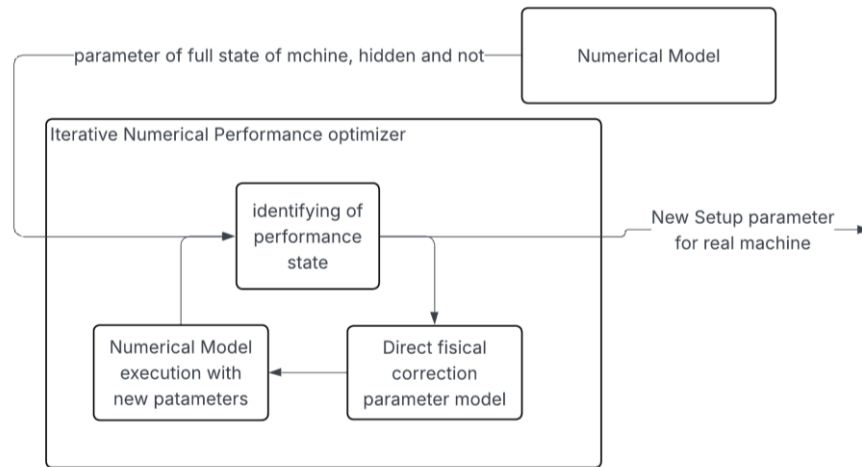 parameter of full state of mchine, hidden and not
Numerical Model
Iterative Numerical Performance optimizer
identifying of
performance
state
New Setup parameter
for real machine
Numerical Model
execution with
new patameters
Direct fisical
correction
parameter model